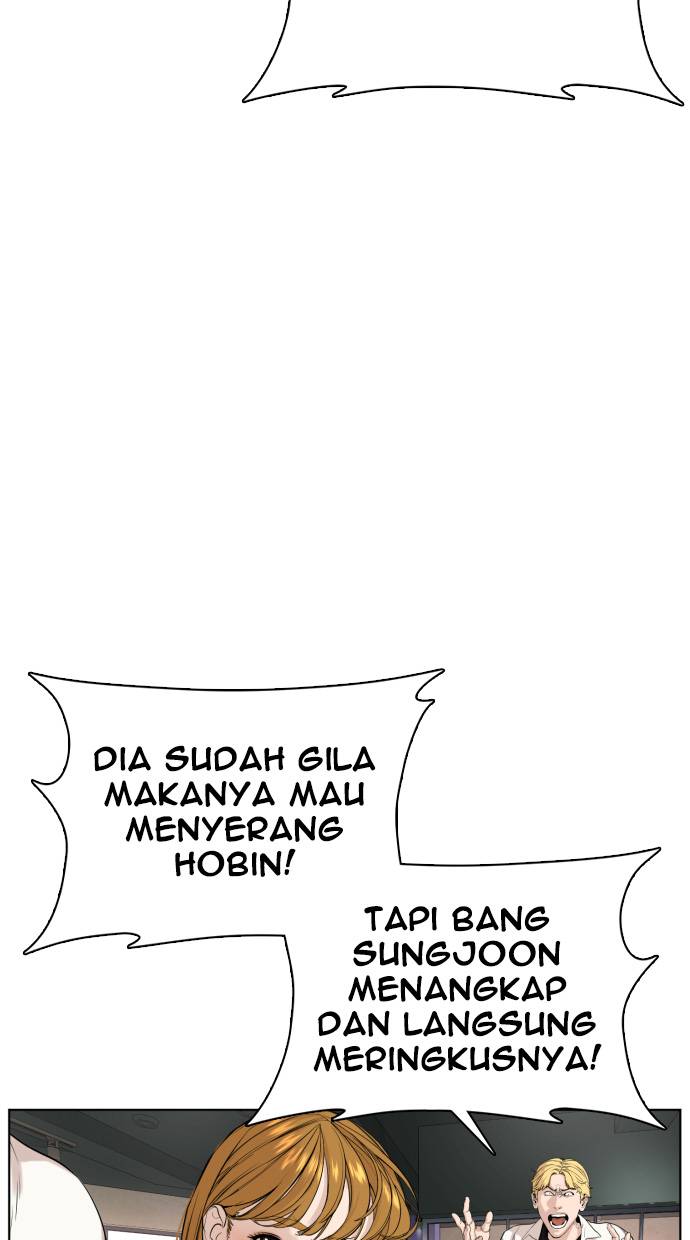 DIA SUDAH GILA
MAKANYA MAU
MENYERANG
HOBIN!
TAPI BANG
SUNGJOON
MENANGKAP
DAN LANGSUNG
MERINGKUSNYA!